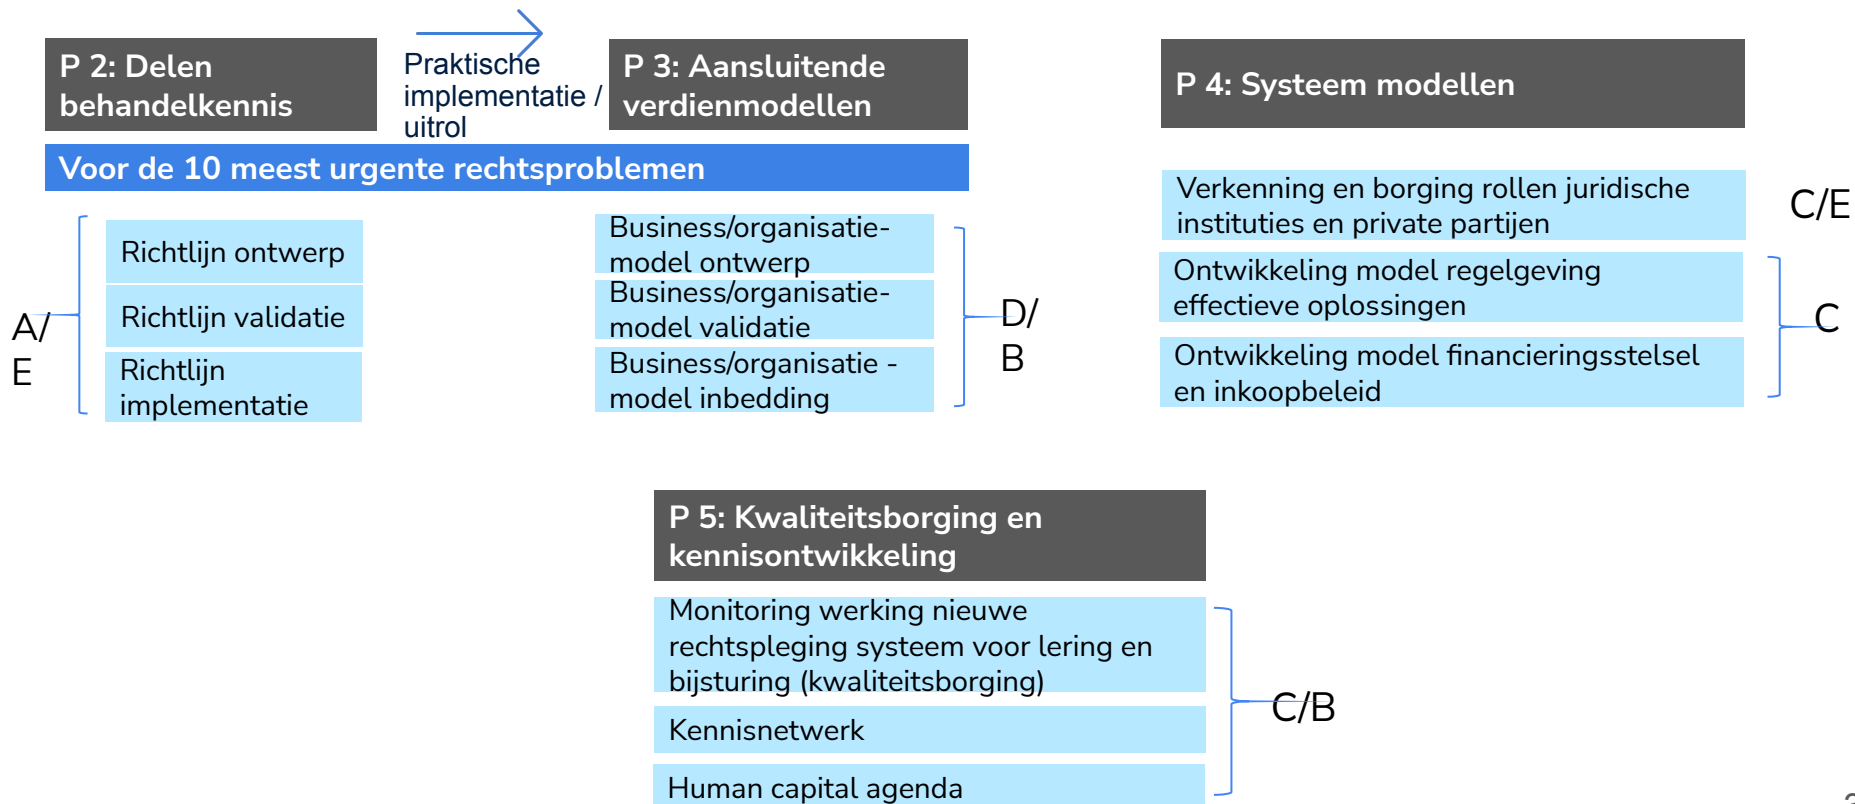 P 2: Delen
behandelkennis
Praktische
implementatie /
uitrol
P 3: Aansluitende
verdienmodellen
P 4: Systeem modellen
Voor de 10 meest urgente rechtsproblemen
A/
E
Richtlijn ontwerp
Richtlijn validatie
Richtlijn
implementatie
Business/organisatie-
model ontwerp
Business/organisatie-
model validatie
Business/organisatie -
model inbedding
D/
B
Verkenning en borging rollen juridische
instituties en private partijen
C/E
Ontwikkeling model regelgeving
effectieve oplossingen
Ontwikkeling model financieringsstelsel
en inkoopbeleid
C
P 5: Kwaliteitsborging en
kennisontwikkeling
Monitoring werking nieuwe
rechtspleging systeem voor lering en
bijsturing (kwaliteitsborging)
Kennisnetwerk
Human capital agenda
C/B